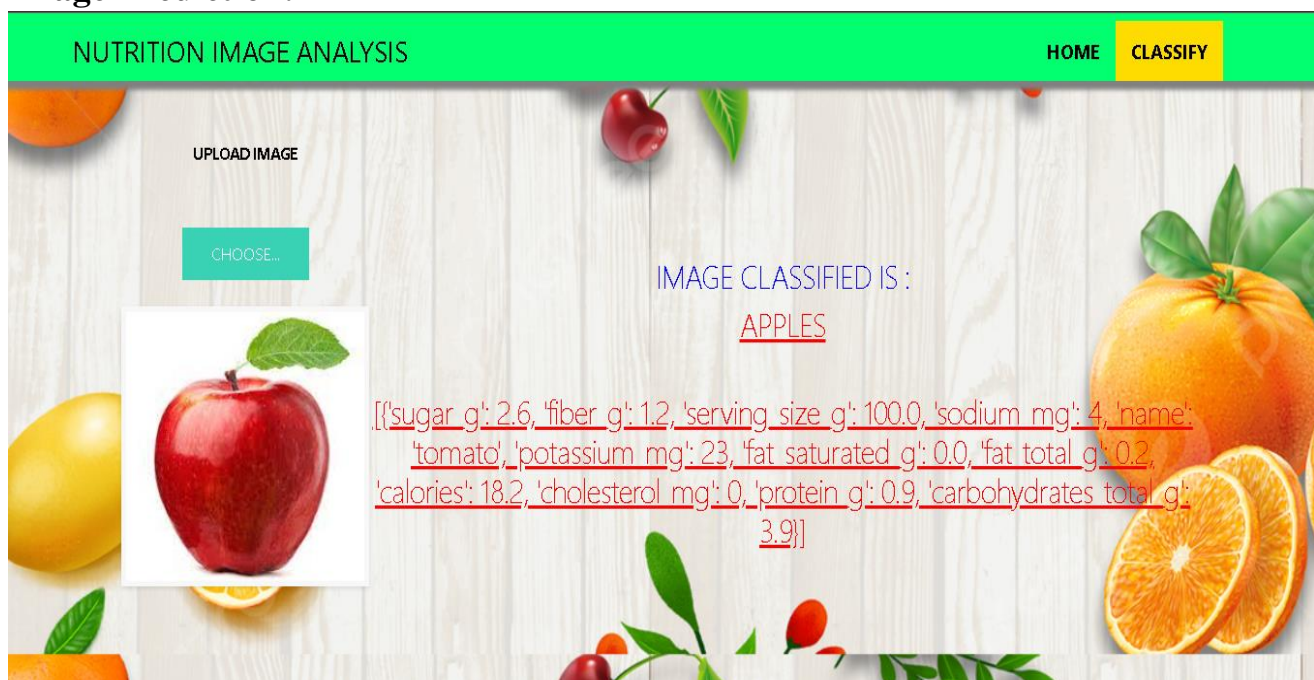 NUTRITION IMAGE ANALYSIS
HOME CLASSIFY
UPLOAD IMAGE
CHOOSE...
IMAGE CLASSIFIED IS :
APPLES
[{'sugar_g': 2.6, 'fiber_g': 1.2, 'serving_size_g': 100.0, 'sodium_mg': 4, 'name':
'tomato', 'potassium_mg': 23, 'fat_saturated_g': 0.0, 'fat_total_g': 0.2,
'calories': 18.2, 'cholesterol_mg': 0, 'protein_g': 0.9, 'carbohydrates_total_g':
3.9}]